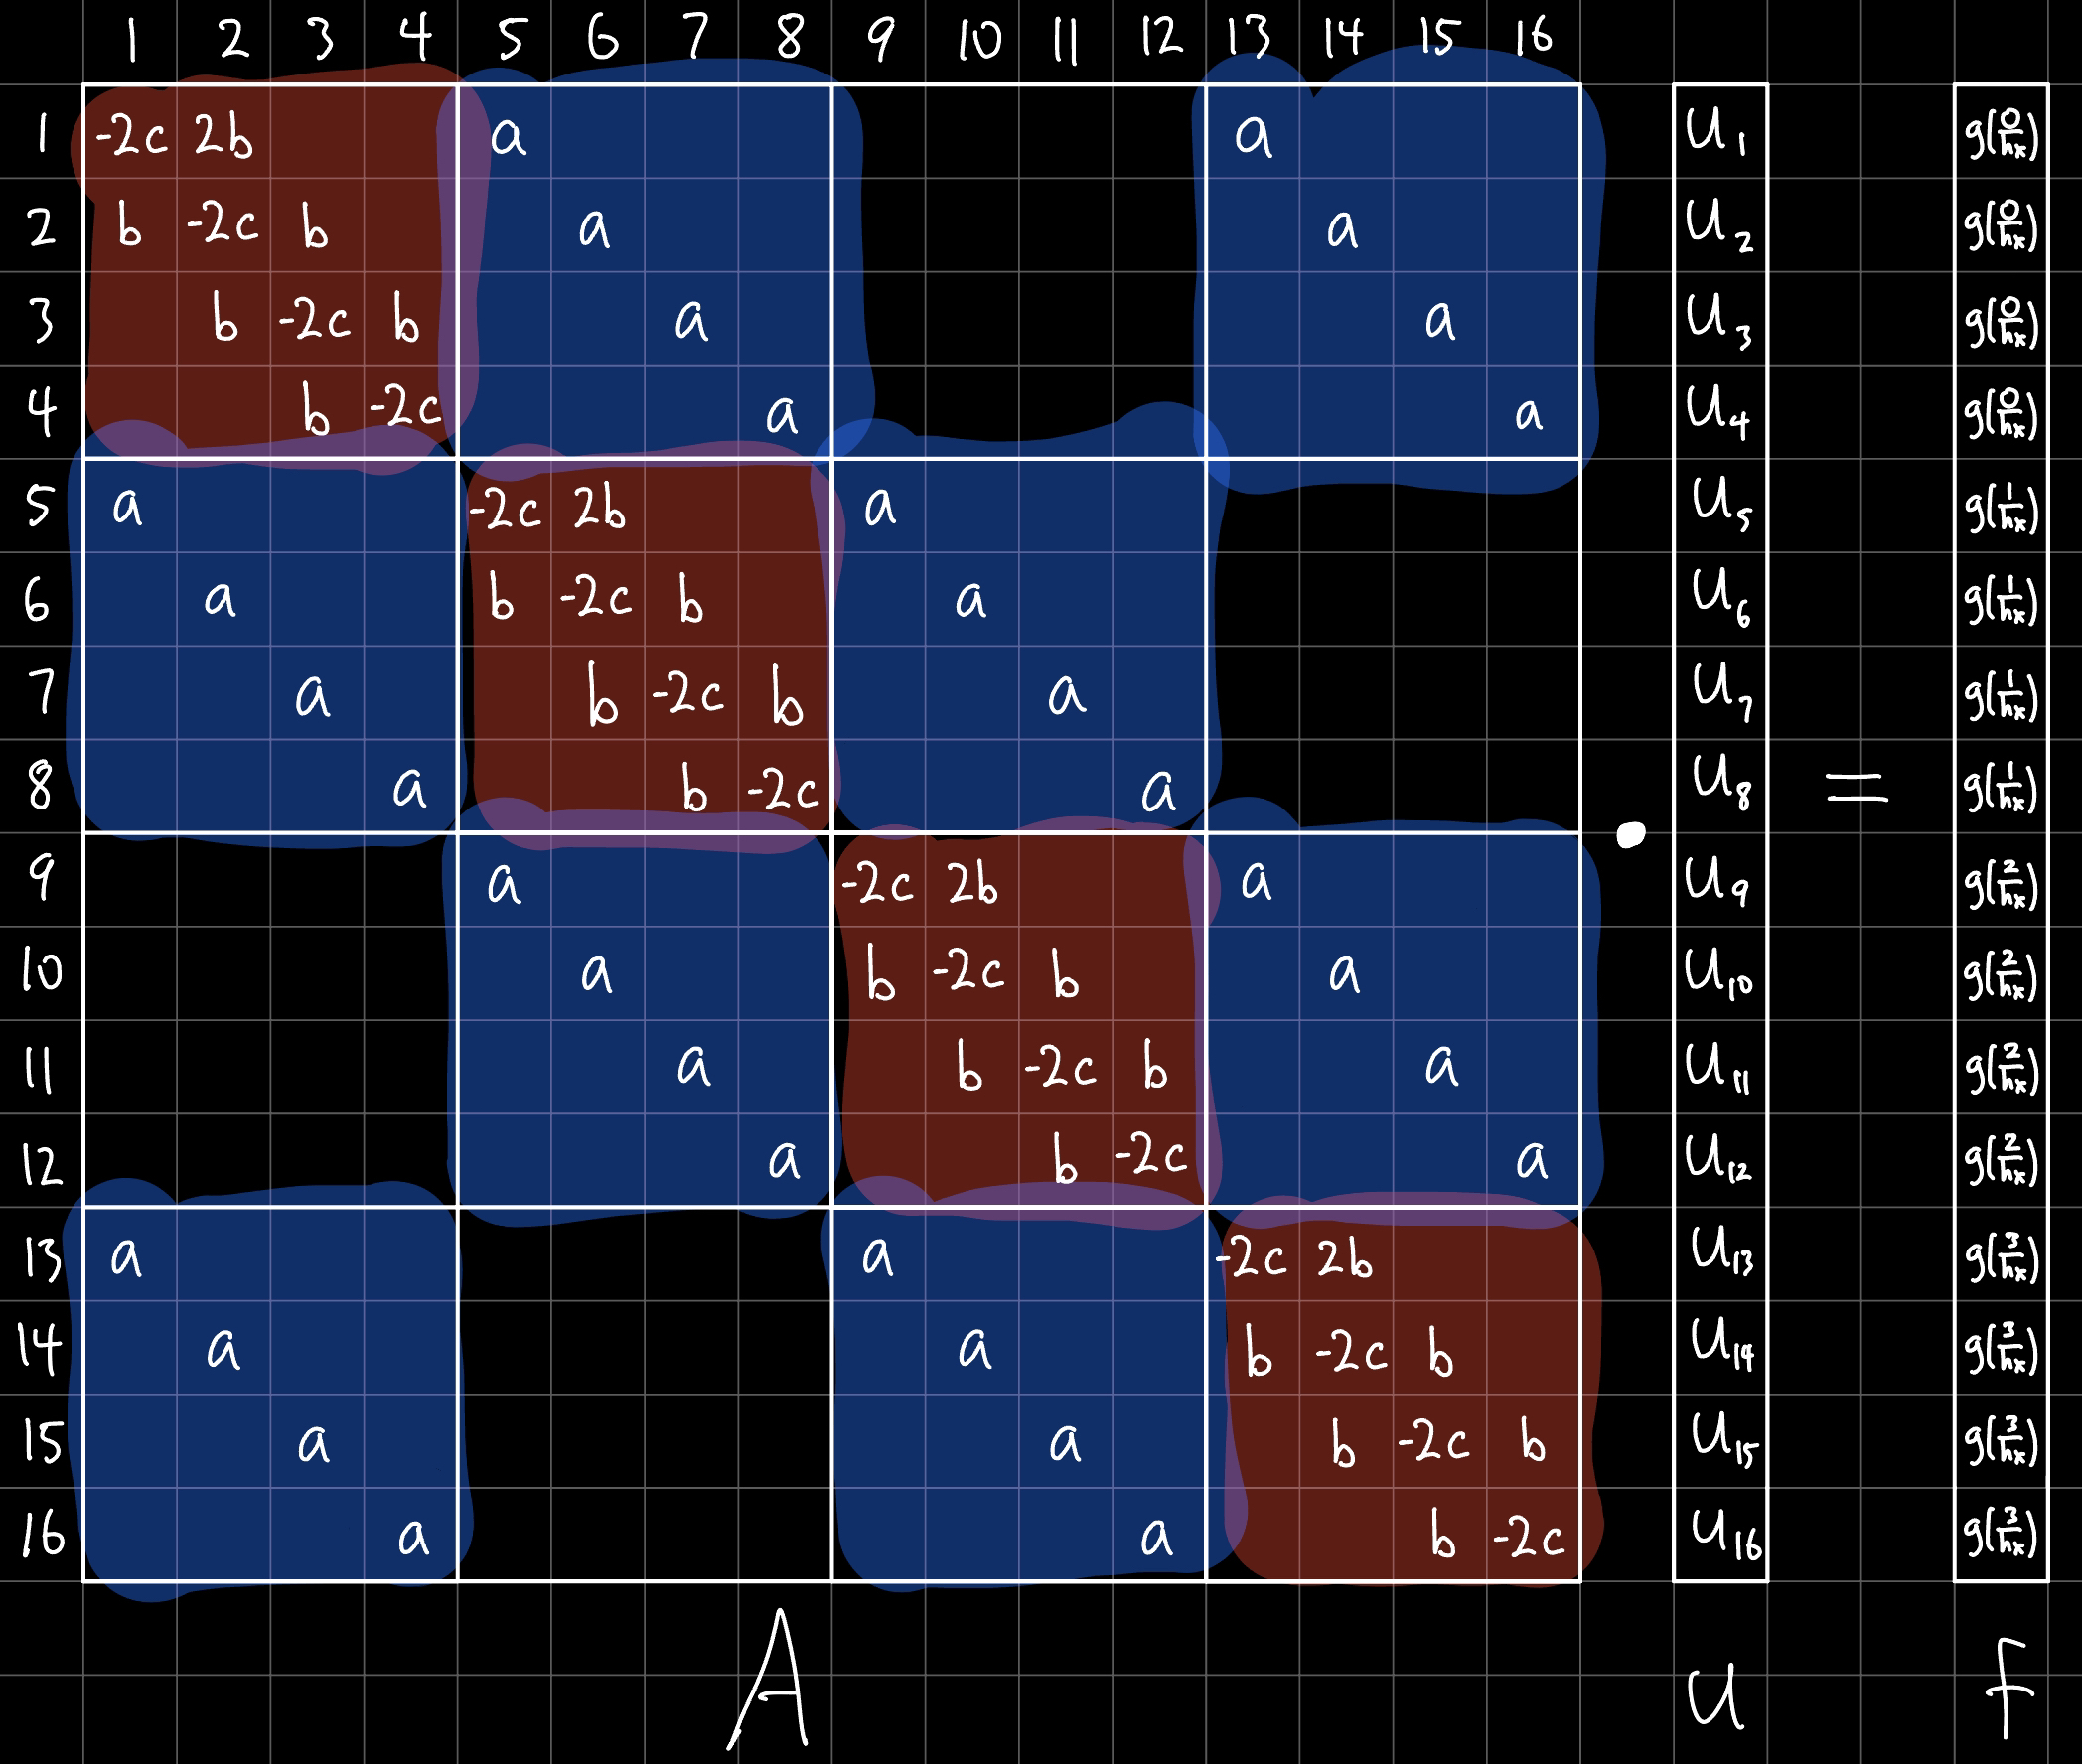 1 2 3 4 5 6 7 8 9 10 11 12 13 14 15 16
1 -2c 2b a a U₁ g(0/hx)
2 b -2c b a a U₂ g(0/hx)
3 b -2c b a a U₃ g(0/hx)
4 b -2c a a U₄ g(0/hx)
5 a -2c 2b a U₅ g(1/hx)
6 a b -2c b a U₆ g(1/hx)
7 a b -2c b a U₇ g(1/hx)
8 a b -2c a U₈ = g(1/hx)
9 a -2c 2b a U₉ g(2/hx)
10 a b -2c b a U₁₀ g(2/hx)
11 a b -2c b a U₁₁ g(2/hx)
12 a b -2c a U₁₂ g(2/hx)
13 a a -2c 2b U₁₃ g(3/hx)
14 a a b -2c b U₁₄ g(3/hx)
15 a a b -2c b U₁₅ g(3/hx)
16 a a b -2c U₁₆ g(3/hx)
A U f